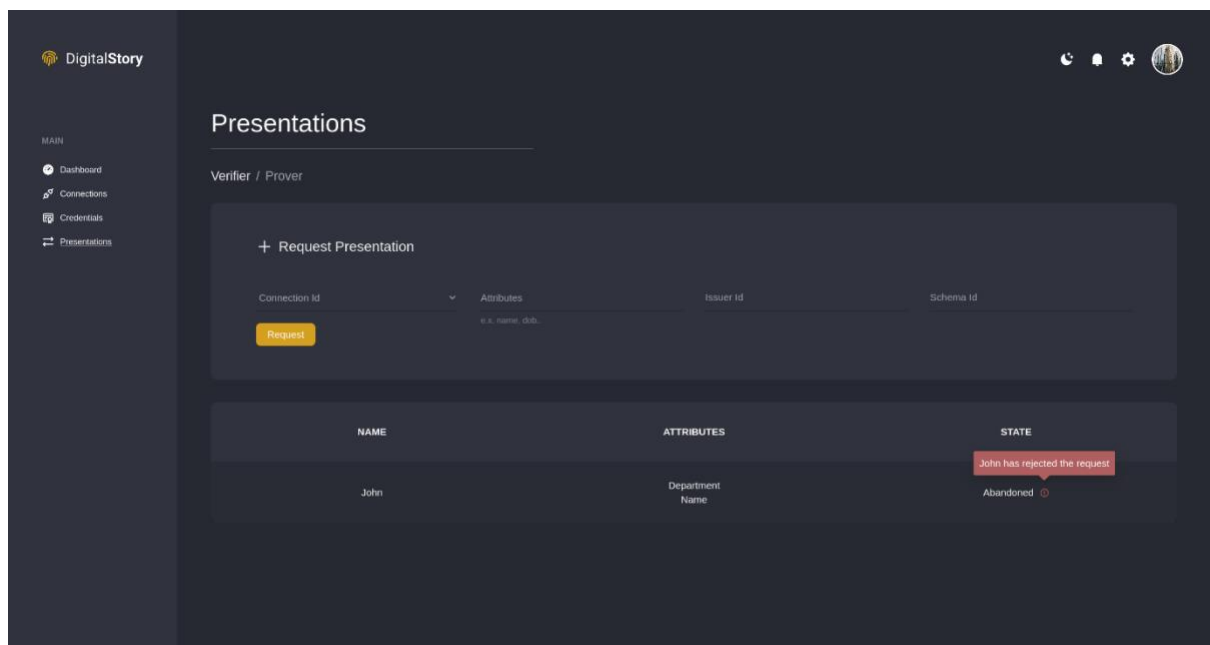 DigitalStory
MAIN
Dashboard
Connections
Credentials
Presentations
Presentations
Verifier / Prover
+ Request Presentation
Connection Id
Attributes
Issuer Id
Schema Id
e.x, name, dob..
Request
NAME
ATTRIBUTES
STATE
John has rejected the request
John
Department
Name
Abandoned